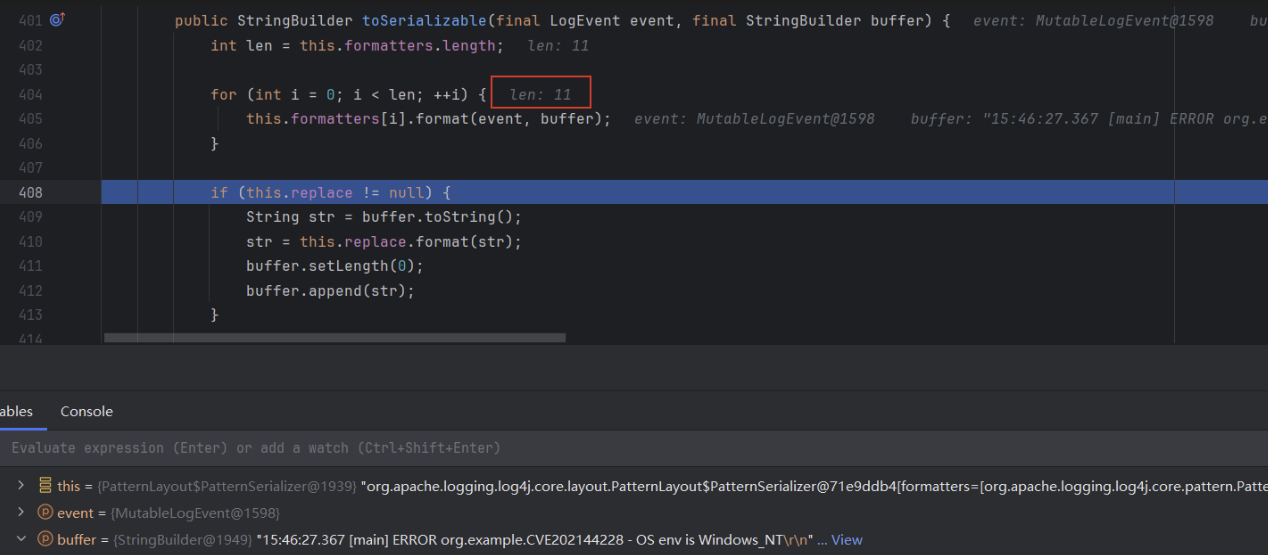 401 public StringBuilder toSerializable(final LogEvent event, final StringBuilder buffer) { event: MutableLogEvent@1598 bu
402 int len = this.formatters.length; len: 11
403
404 for (int i = 0; i < len; ++i) { len: 11
405 this.formatters[i].format(event, buffer); event: MutableLogEvent@1598 buffer: "15:46:27.367 [main] ERROR org.e
406 }
407
408 if (this.replace != null) {
409 String str = buffer.toString();
410 str = this.replace.format(str);
411 buffer.setLength(0);
412 buffer.append(str);
413 }
414
ables Console
Evaluate expression (Enter) or add a watch (Ctrl+Shift+Enter)
this = {PatternLayout$PatternSerializer@1939} "org.apache.logging.log4j.core.layout.PatternLayout$PatternSerializer@71e9ddb4[formatters=[org.apache.logging.log4j.core.pattern.Patte
event = {MutableLogEvent@1598}
buffer = {StringBuilder@1949} "15:46:27.367 [main] ERROR org.example.CVE202144228 - OS env is Windows_NT\r\n" ... View